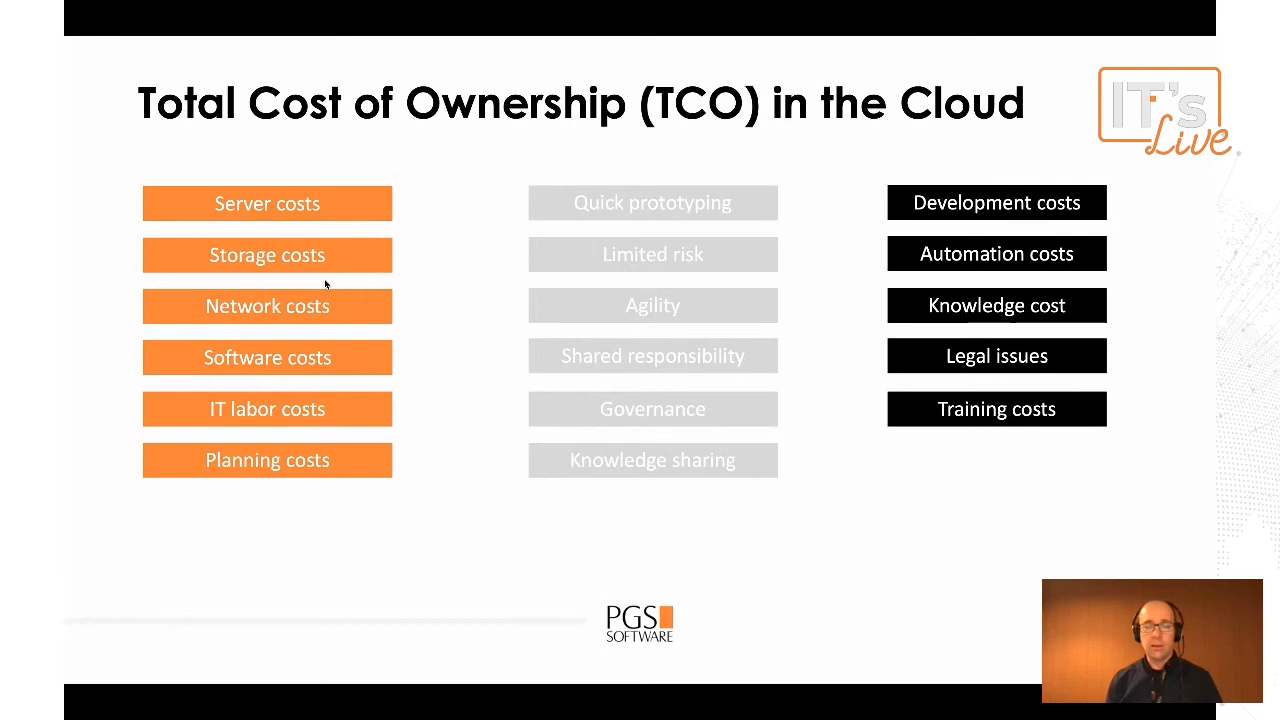 Total Cost of Ownership (TCO) in the Cloud
IT's
Live
Server costs
Storage costs
Network costs
Software costs
IT labor costs
Planning costs
Quick prototyping
Limited risk
Agility
Shared responsibility
Governance
Knowledge sharing
Development costs
Automation costs
Knowledge cost
Legal issues
Training costs
PGS
SOFTWARE